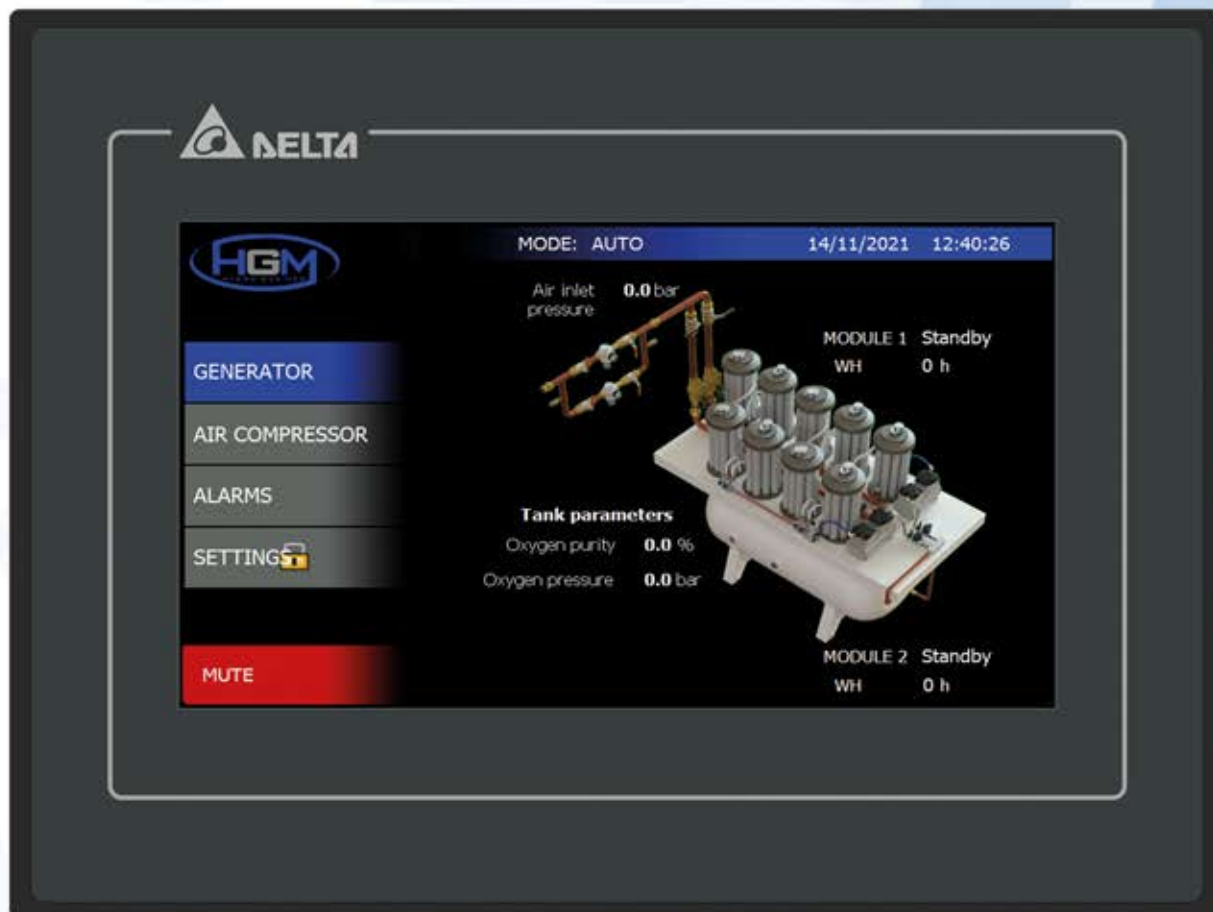 DELTA
HGM
MODE: AUTO 14/11/2021 12:40:26
Air inlet pressure 0.0 bar
MODULE 1 Standby
WH 0 h
GENERATOR
AIR COMPRESSOR
ALARMS
SETTINGS
Tank parameters
Oxygen purity 0.0 %
Oxygen pressure 0.0 bar
MUTE
MODULE 2 Standby
WH 0 h